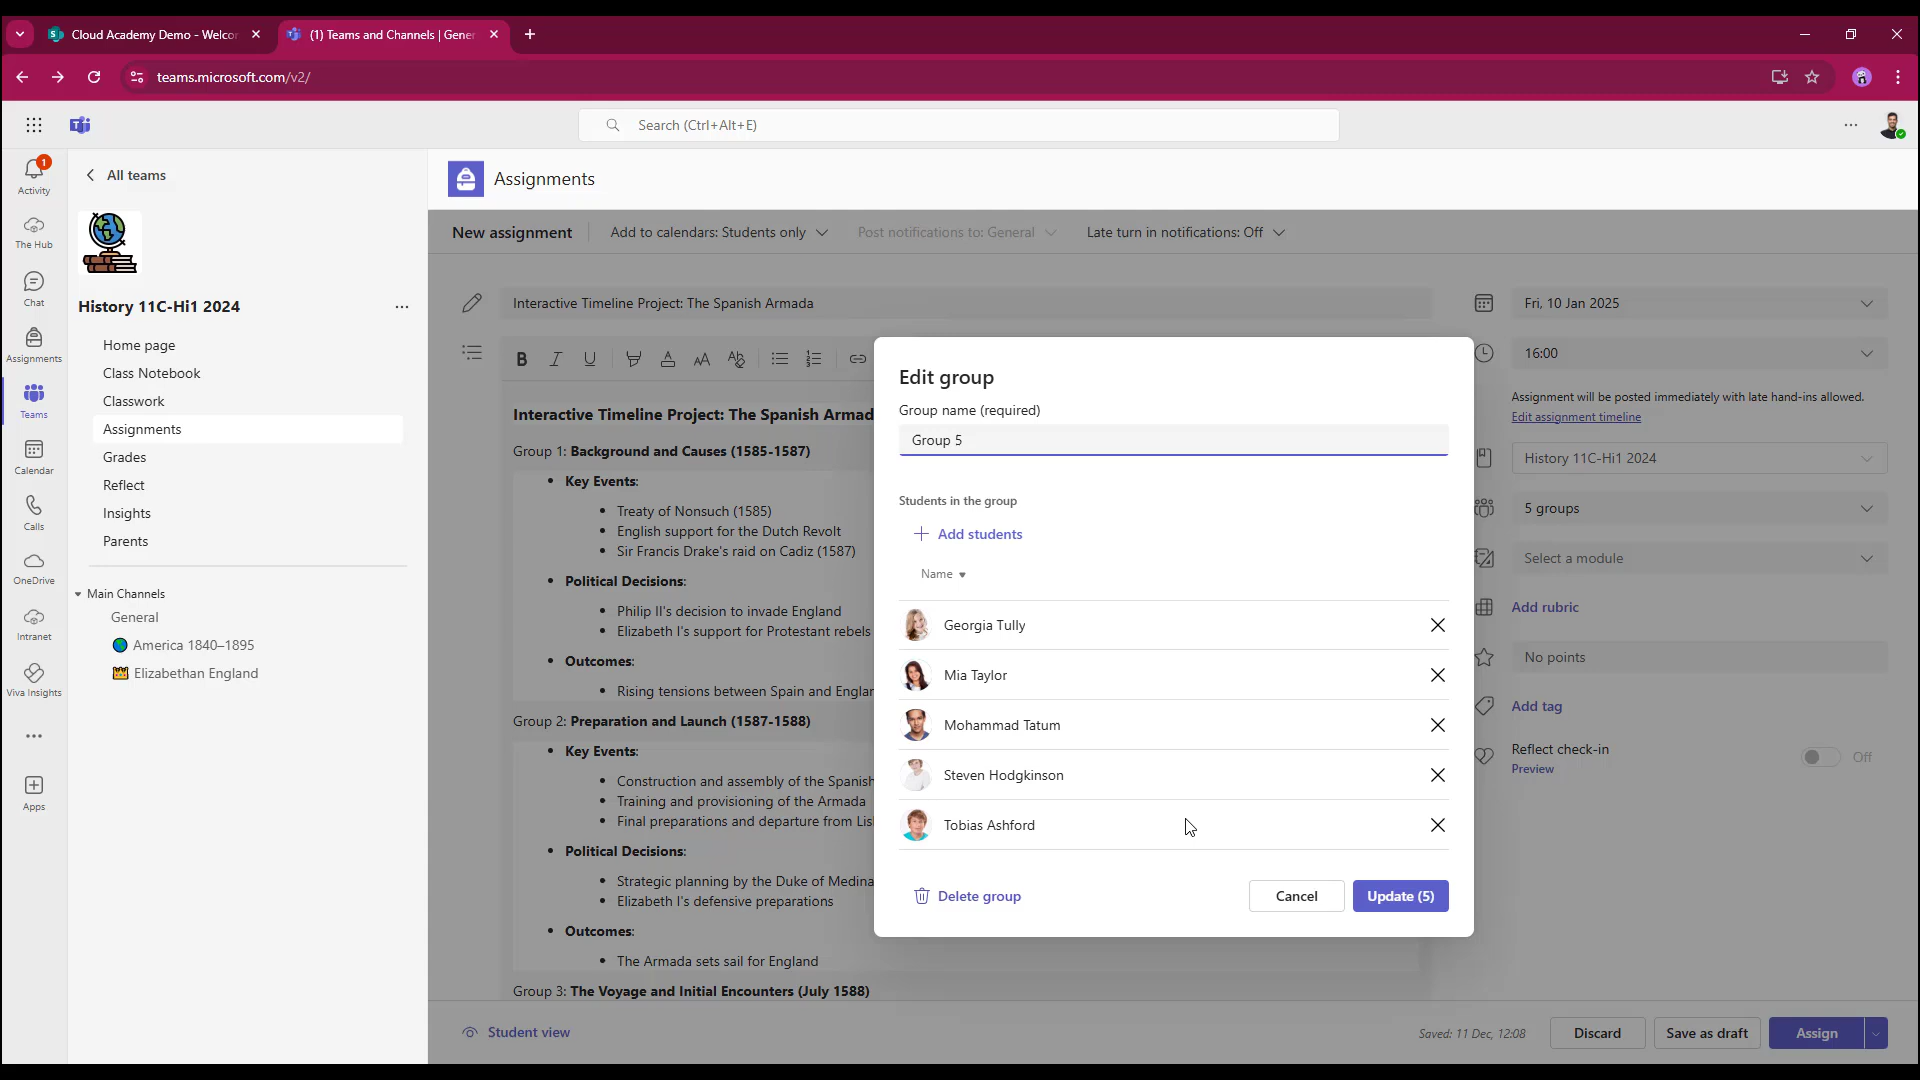 Cloud Academy Demo - Welco
(1) Teams and Channels | Gene
teams.microsoft.com/v2/
Search (Ctrl+Alt+E)
1
Activity
The Hub
Chat
Assignments
Teams
Calendar
Calls
OneDrive
Intranet
Viva Insights
Apps
All teams
History 11C-Hi1 2024
Home page
Class Notebook
Classwork
Assignments
Grades
Reflect
Insights
Parents
Main Channels
General
America 1840–1895
Elizabethan England
Assignments
New assignment
Add to calendars: Students only
Post notifications to: General
Late turn in notifications: Off
Interactive Timeline Project: The Spanish Armada
Interactive Timeline Project: The Spanish Armad
Group 1: Background and Causes (1585-1587)
Key Events:
Treaty of Nonsuch (1585)
English support for the Dutch Revolt
Sir Francis Drake's raid on Cadiz (1587)
Political Decisions:
Philip II's decision to invade England
Elizabeth I's support for Protestant rebels
Outcomes:
Rising tensions between Spain and Englan
Group 2: Preparation and Launch (1587-1588)
Key Events:
Construction and assembly of the Spanish
Training and provisioning of the Armada
Final preparations and departure from Lis
Political Decisions:
Strategic planning by the Duke of Medina
Elizabeth I's defensive preparations
Outcomes:
The Armada sets sail for England
Group 3: The Voyage and Initial Encounters (July 1588)
Edit group
Group name (required)
Group 5
Students in the group
Add students
Name
Georgia Tully
Mia Taylor
Mohammad Tatum
Steven Hodgkinson
Tobias Ashford
Delete group
Cancel
Update (5)
Fri, 10 Jan 2025
16:00
Assignment will be posted immediately with late hand-ins allowed.
Edit assignment timeline
History 11C-Hi1 2024
5 groups
Select a module
Add rubric
No points
Add tag
Reflect check-in
Preview
Off
Student view
Saved: 11 Dec, 12:08
Discard
Save as draft
Assign